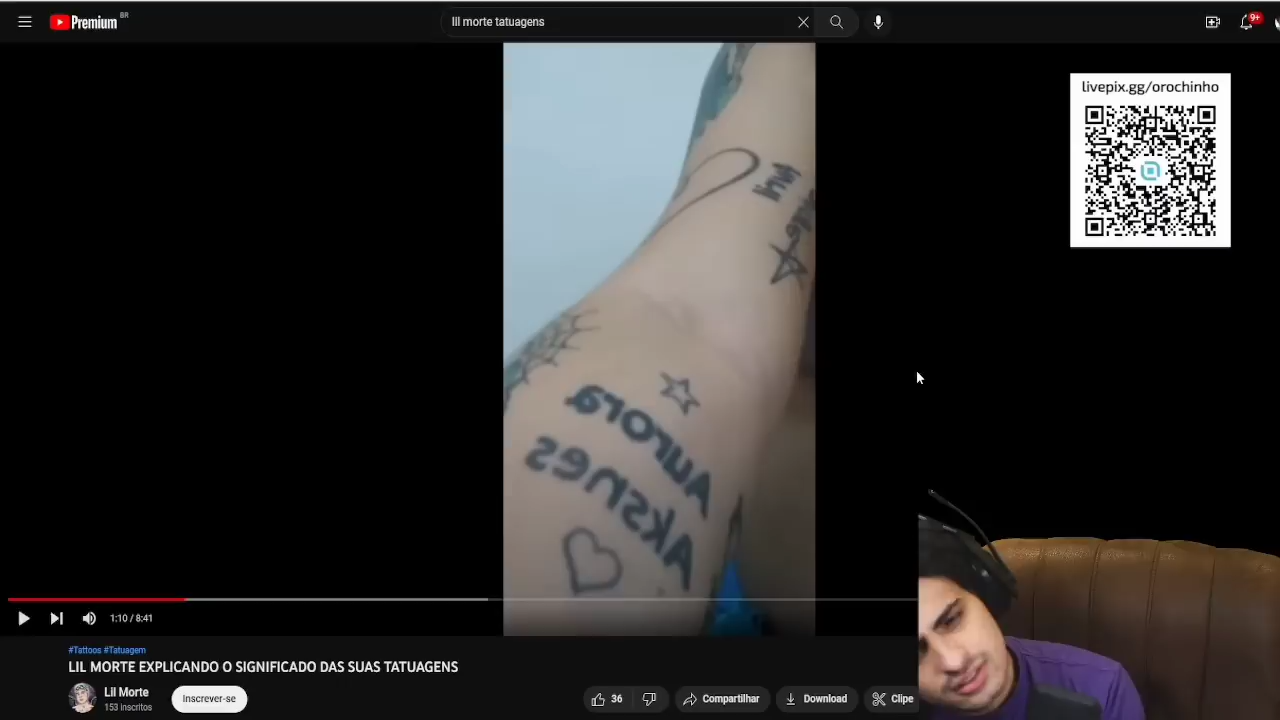 Premium BR
lil morte tatuagens
9+
livepix.gg/orochinho
Aurora
Aksnes
1:10 / 8:41
#Tattoos #Tatuagem
LIL MORTE EXPLICANDO O SIGNIFICADO DAS SUAS TATUAGENS
Lil Morte
153 inscritos
Inscrever-se
36
Compartilhar
Download
Clipe